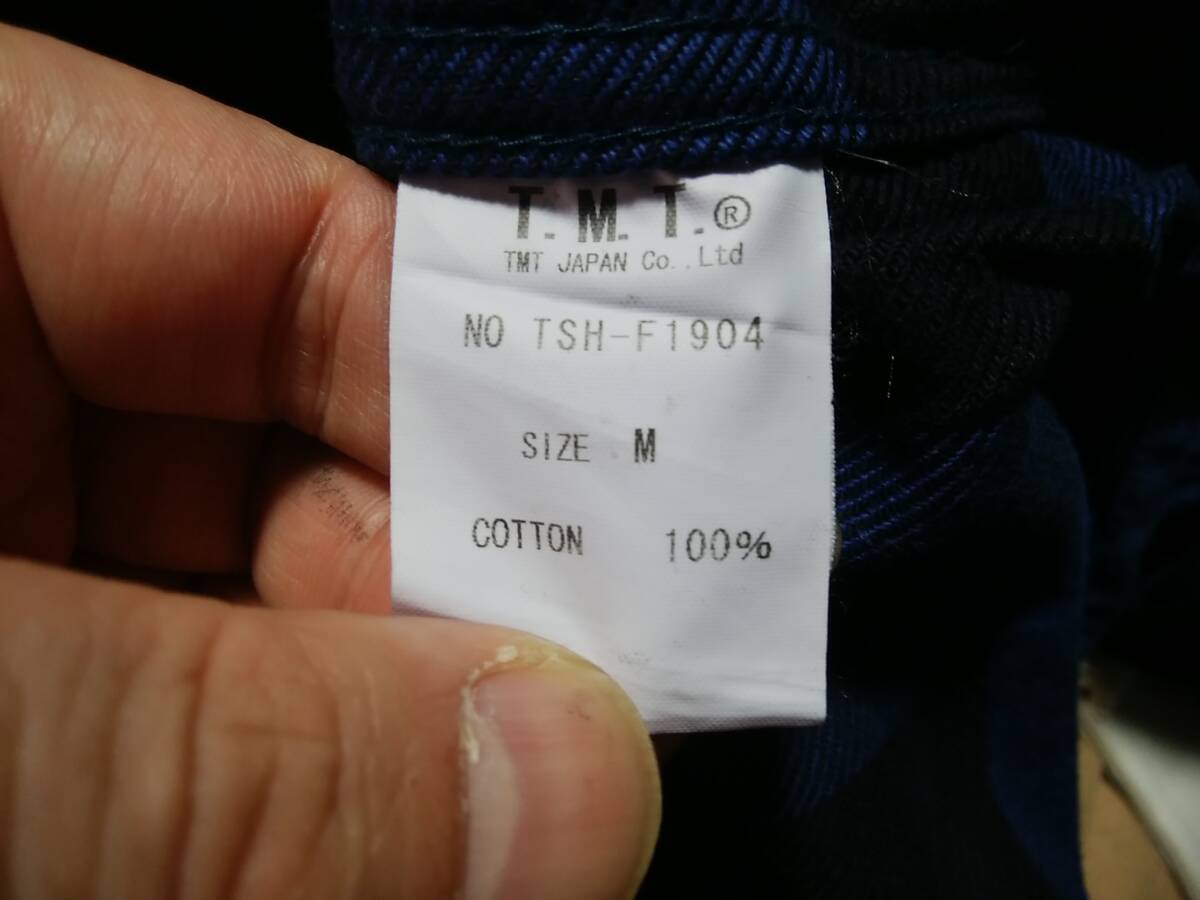 T.M.T.®
TMT JAPAN Co.,Ltd
NO TSH-F1904
SIZE M
COTTON 100%